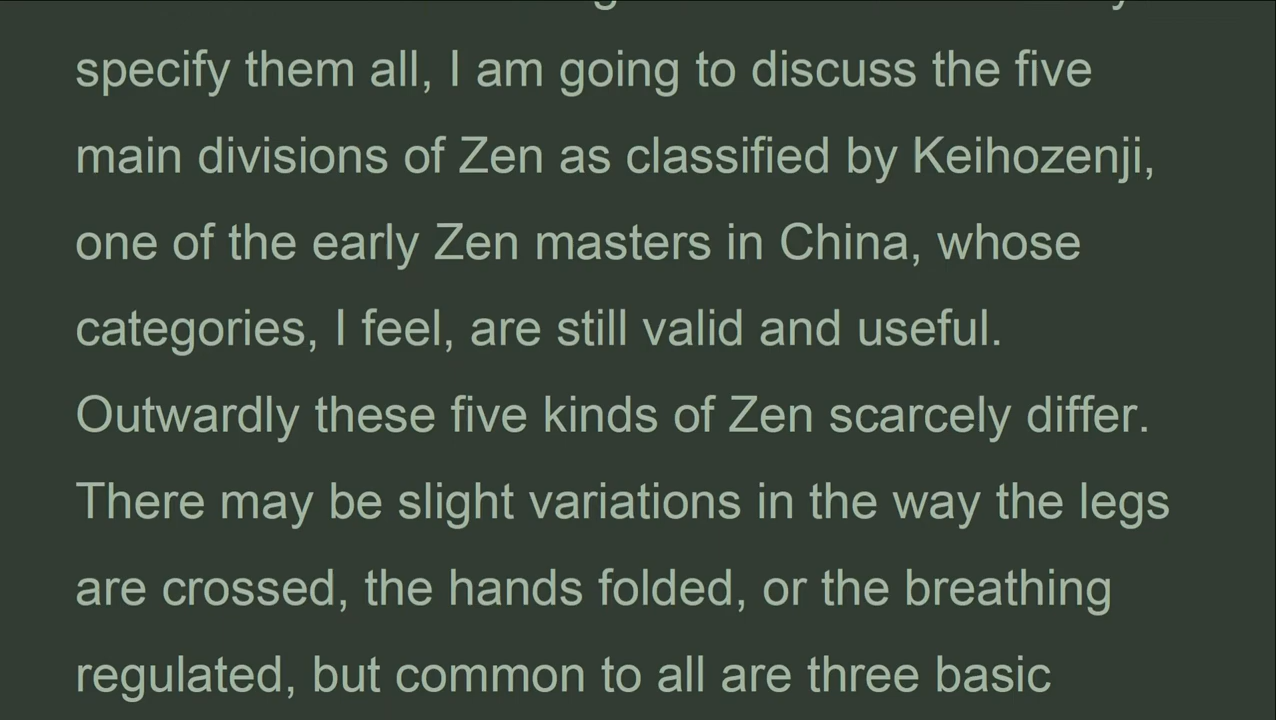 specify them all, I am going to discuss the five
main divisions of Zen as classified by Keihozenji,
one of the early Zen masters in China, whose
categories, I feel, are still valid and useful.
Outwardly these five kinds of Zen scarcely differ.
There may be slight variations in the way the legs
are crossed, the hands folded, or the breathing
regulated, but common to all are three basic